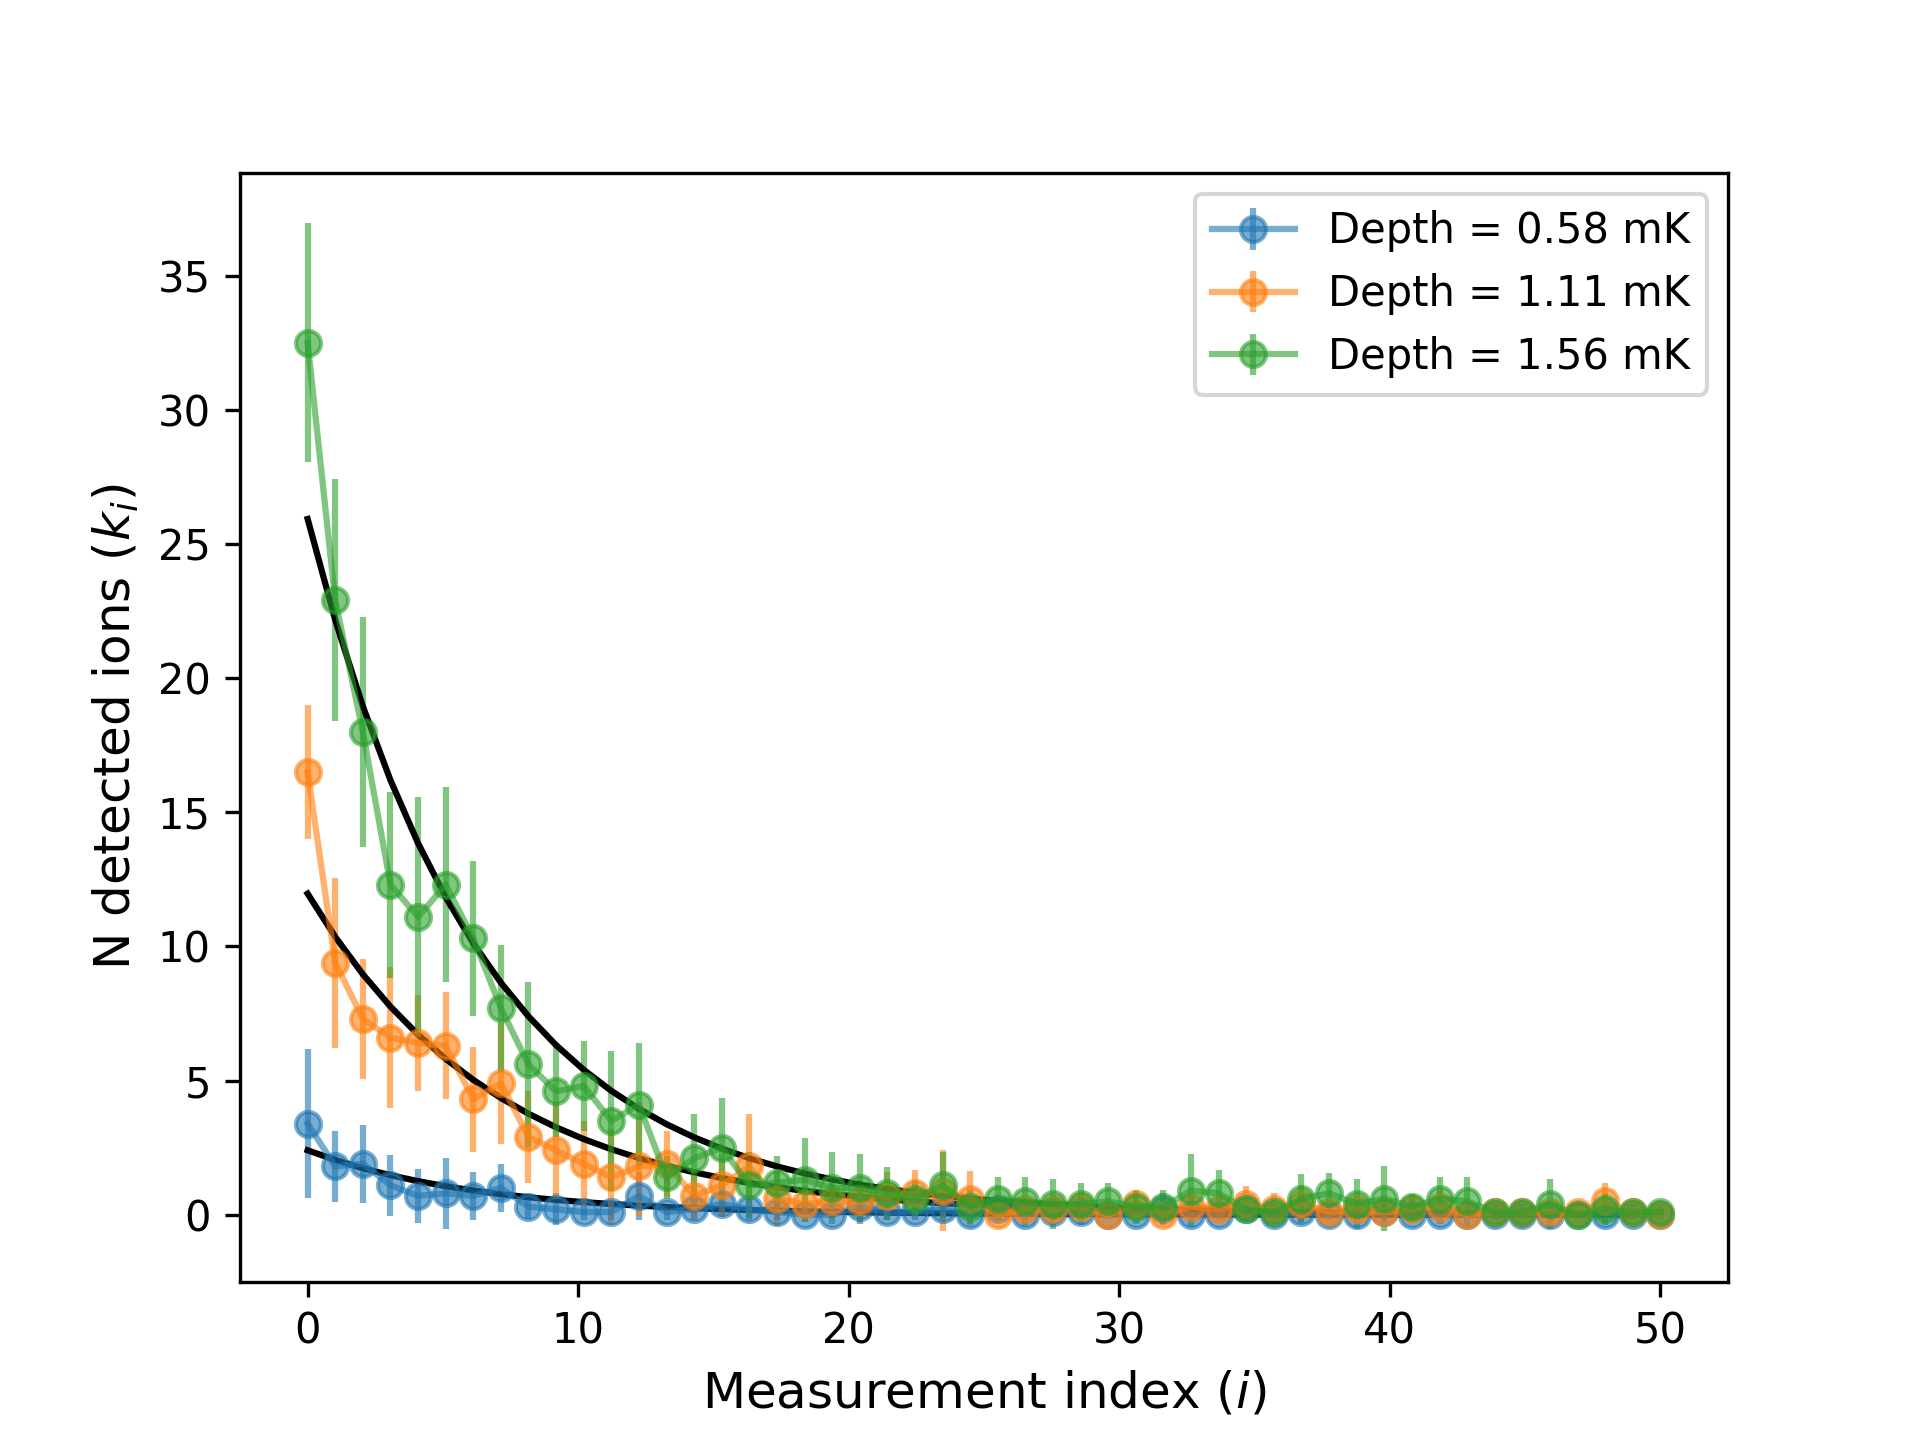 Depth = 0.58 mK
Depth = 1.11 mK
Depth = 1.56 mK
35
30
25
20
15
10
5
0
N detected ions (kᵢ)
0 10 20 30 40 50
Measurement index (i)